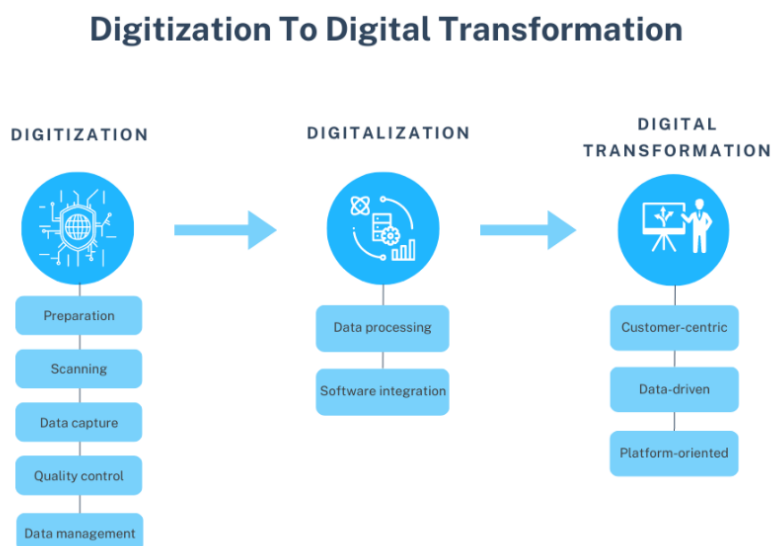 Digitization To Digital Transformation
DIGITIZATION
Preparation
Scanning
Data capture
Quality control
Data management
DIGITALIZATION
Data processing
Software integration
DIGITAL
TRANSFORMATION
Customer-centric
Data-driven
Platform-oriented